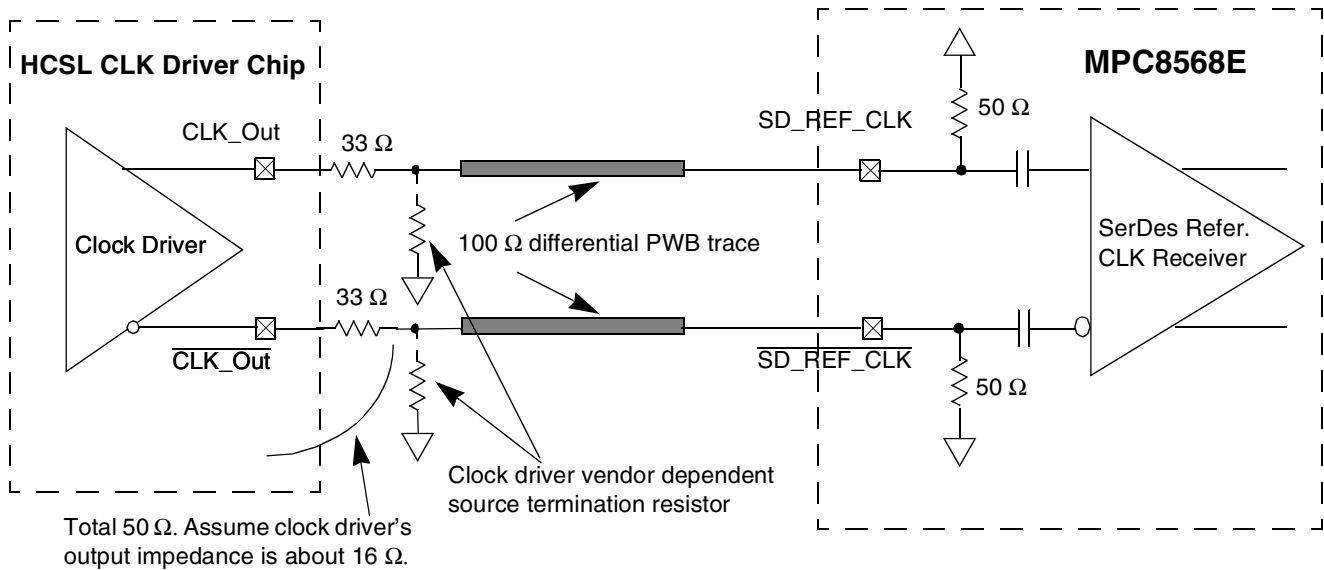 HCSL CLK Driver Chip
MPC8568E
CLK_Out
33 Ω
SD_REF_CLK
50 Ω
Clock Driver
100 Ω differential PWB trace
SerDes Refer.
CLK Receiver
33 Ω
CLK_Out
SD_REF_CLK
50 Ω
Clock driver vendor dependent
source termination resistor
Total 50 Ω. Assume clock driver's
output impedance is about 16 Ω.